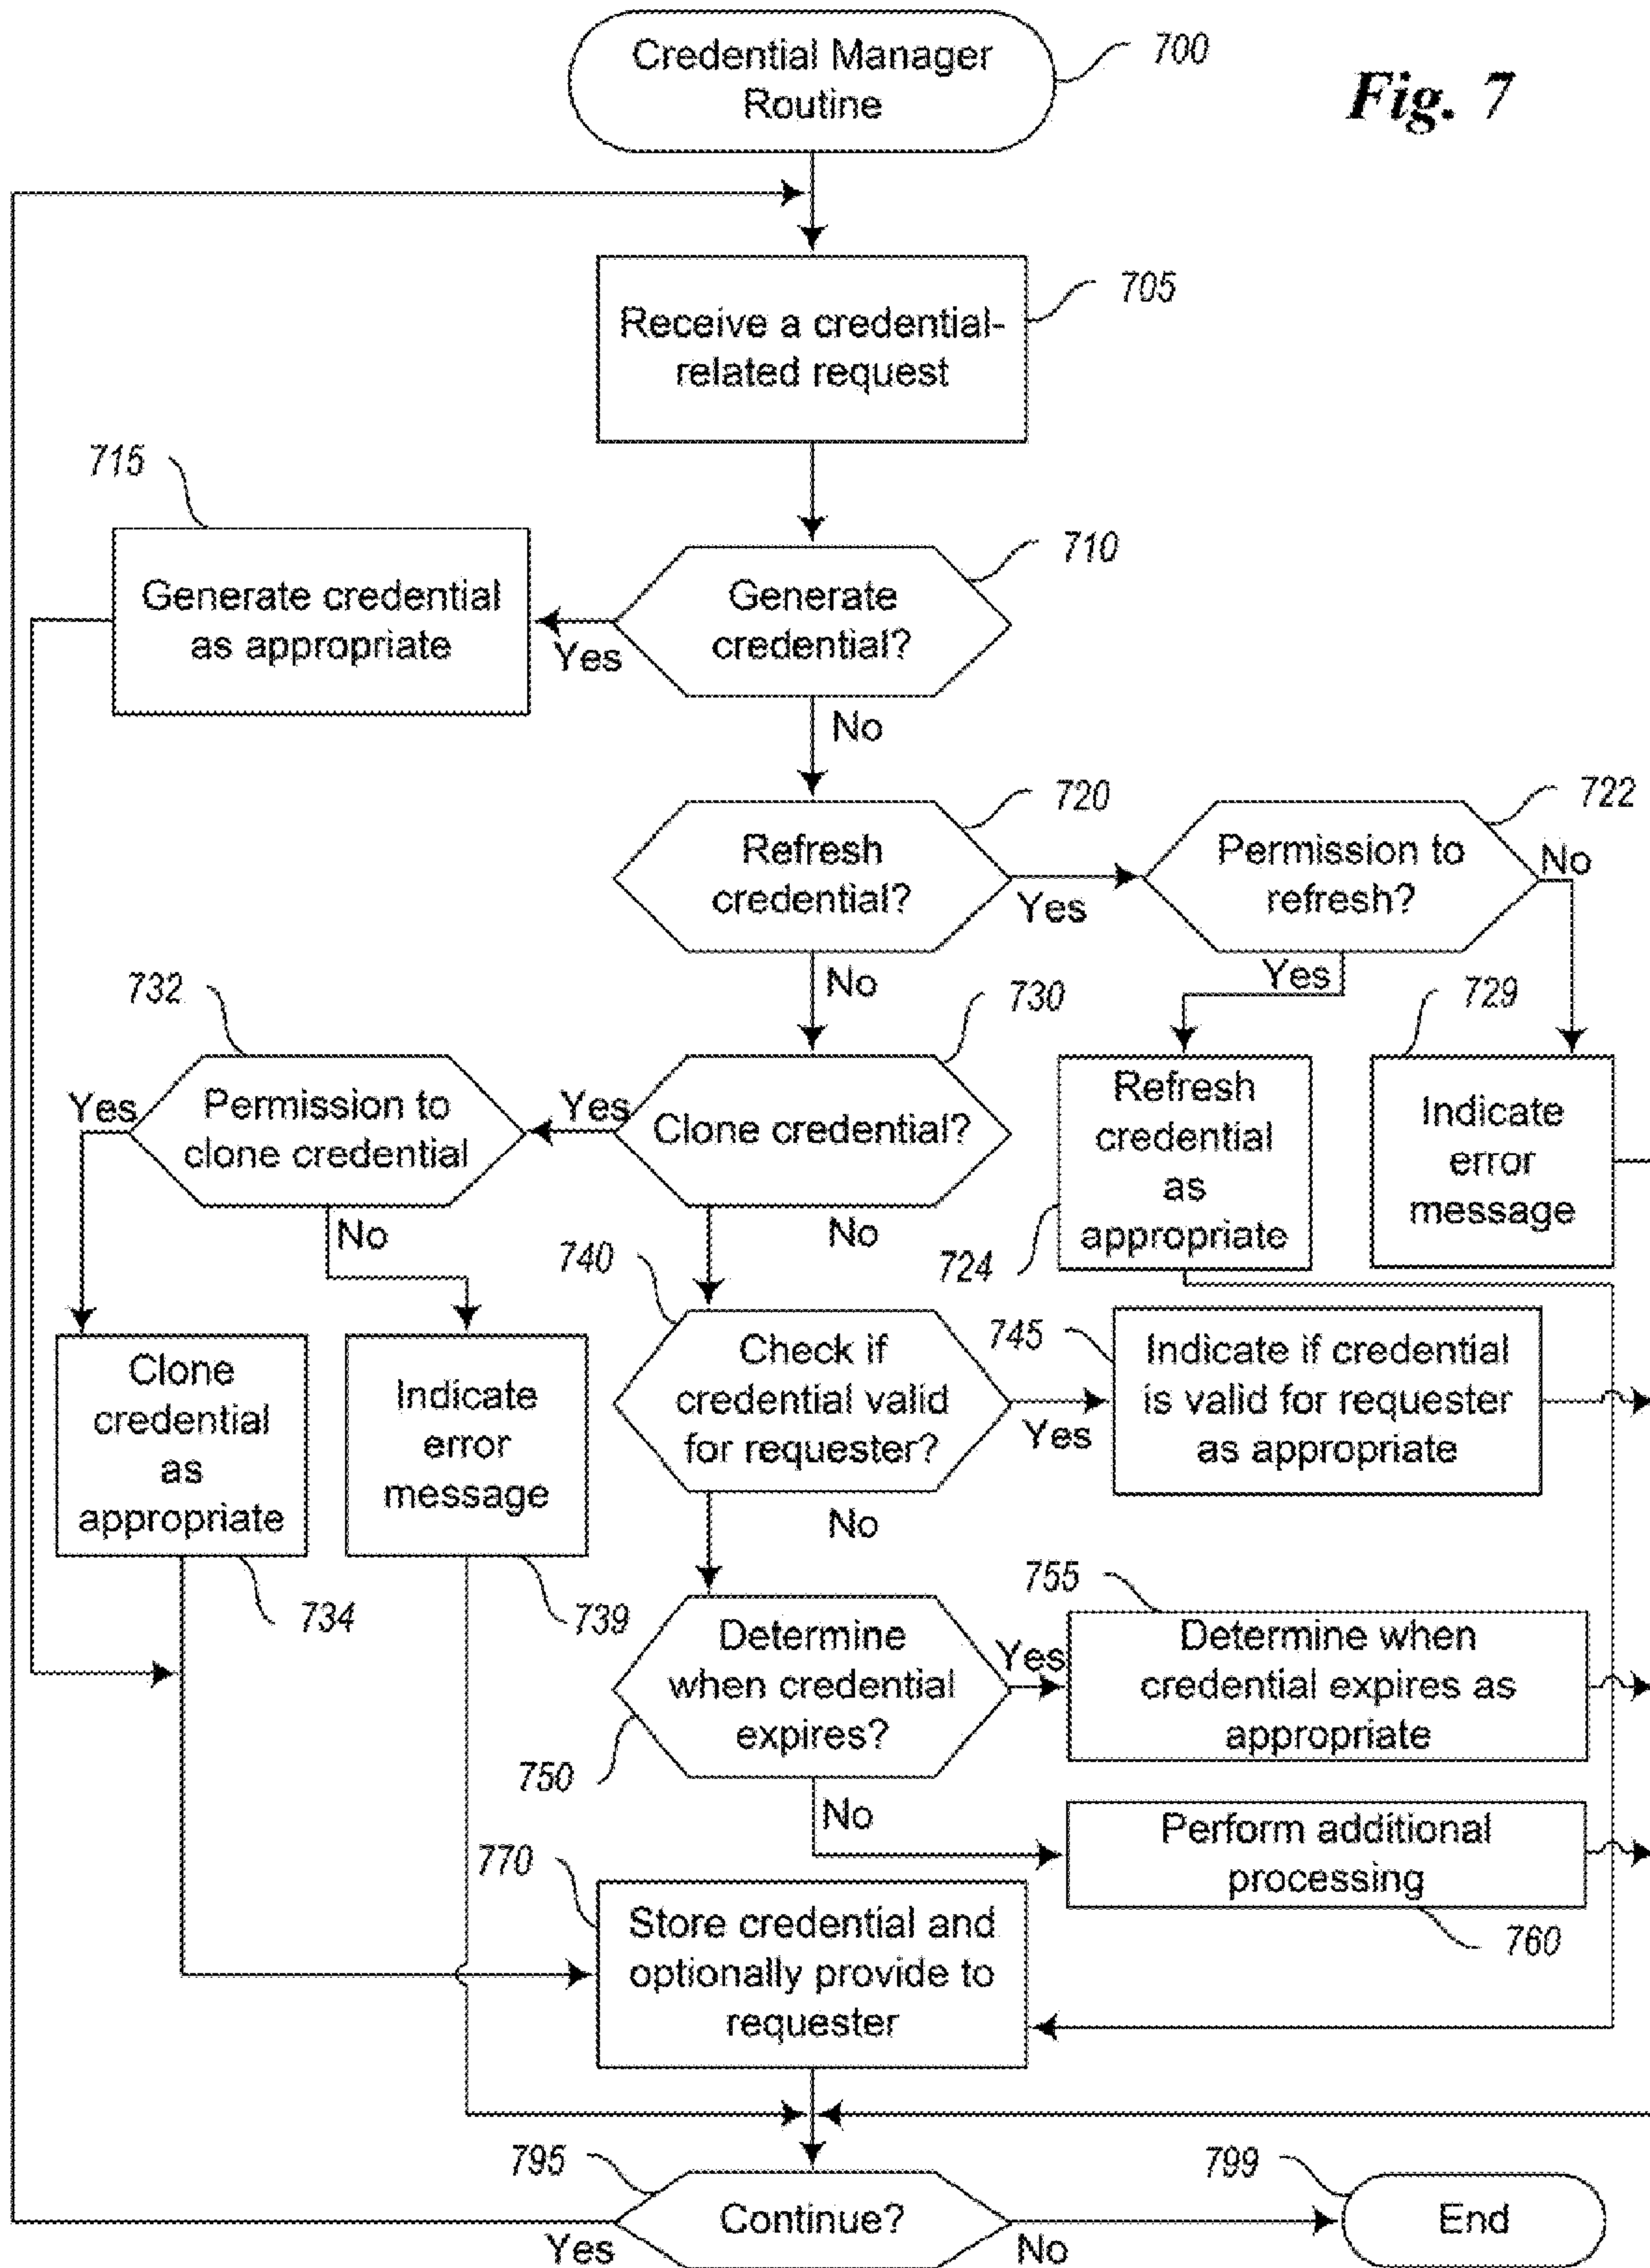 Credential Manager
Routine
700
Fig. 7
Receive a credential-
related request
705
715
Generate credential
as appropriate
Yes
Generate
credential?
710
No
Refresh
credential?
720
Yes
Permission to
refresh?
722
No
Yes
No
732
Permission to
clone credential
Yes
Yes
Clone credential?
730
Refresh
credential
as
appropriate
724
729
Indicate
error
message
No
No
740
Clone
credential
as
appropriate
734
Indicate
error
message
739
Check if
credential valid
for requester?
Yes
745
Indicate if credential
is valid for requester
as appropriate
No
Determine
when credential
expires?
750
Yes
755
Determine when
credential expires as
appropriate
No
Perform additional
processing
760
770
Store credential and
optionally provide to
requester
795
Continue?
Yes
No
799
End